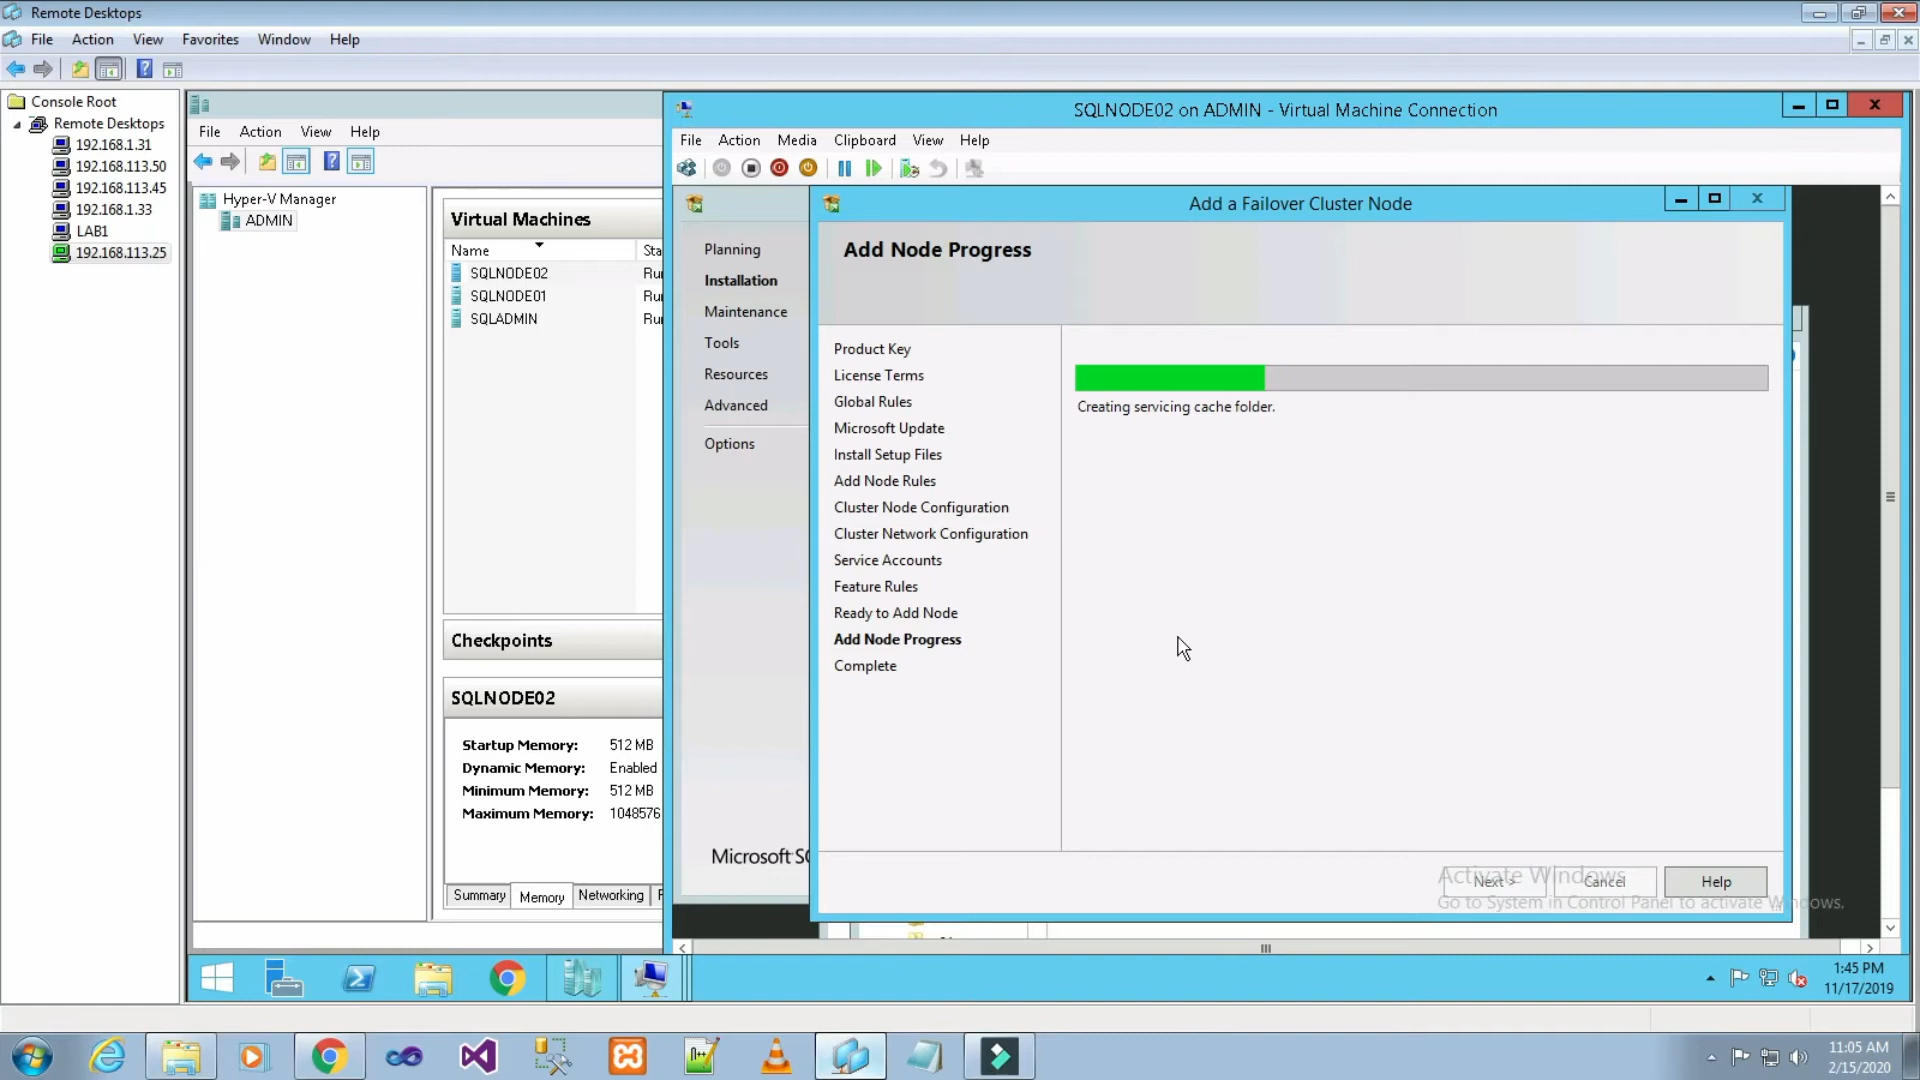 Remote Desktops
File Action View Favorites Window Help
Console Root
Remote Desktops
192.168.1.31
192.168.113.50
192.168.113.45
192.168.1.33
LAB1
192.168.113.25
File Action View Help
Hyper-V Manager
ADMIN
Virtual Machines
Name Sta
SQLNODE02 Ru
SQLNODE01 Ru
SQLADMIN Ru
Checkpoints
SQLNODE02
Startup Memory: 512 MB
Dynamic Memory: Enabled
Minimum Memory: 512 MB
Maximum Memory: 1048576
Summary Memory Networking
SQLNODE02 on ADMIN - Virtual Machine Connection
File Action Media Clipboard View Help
Planning
Installation
Maintenance
Tools
Resources
Advanced
Options
Microsoft SQ
Add a Failover Cluster Node
Add Node Progress
Product Key
License Terms
Global Rules
Microsoft Update
Install Setup Files
Add Node Rules
Cluster Node Configuration
Cluster Network Configuration
Service Accounts
Feature Rules
Ready to Add Node
Add Node Progress
Complete
Creating servicing cache folder.
Next > Cancel Help
Activate Windows
Go to System in Control Panel to activate Windows.
1:45 PM
11/17/2019
11:05 AM
2/15/2020